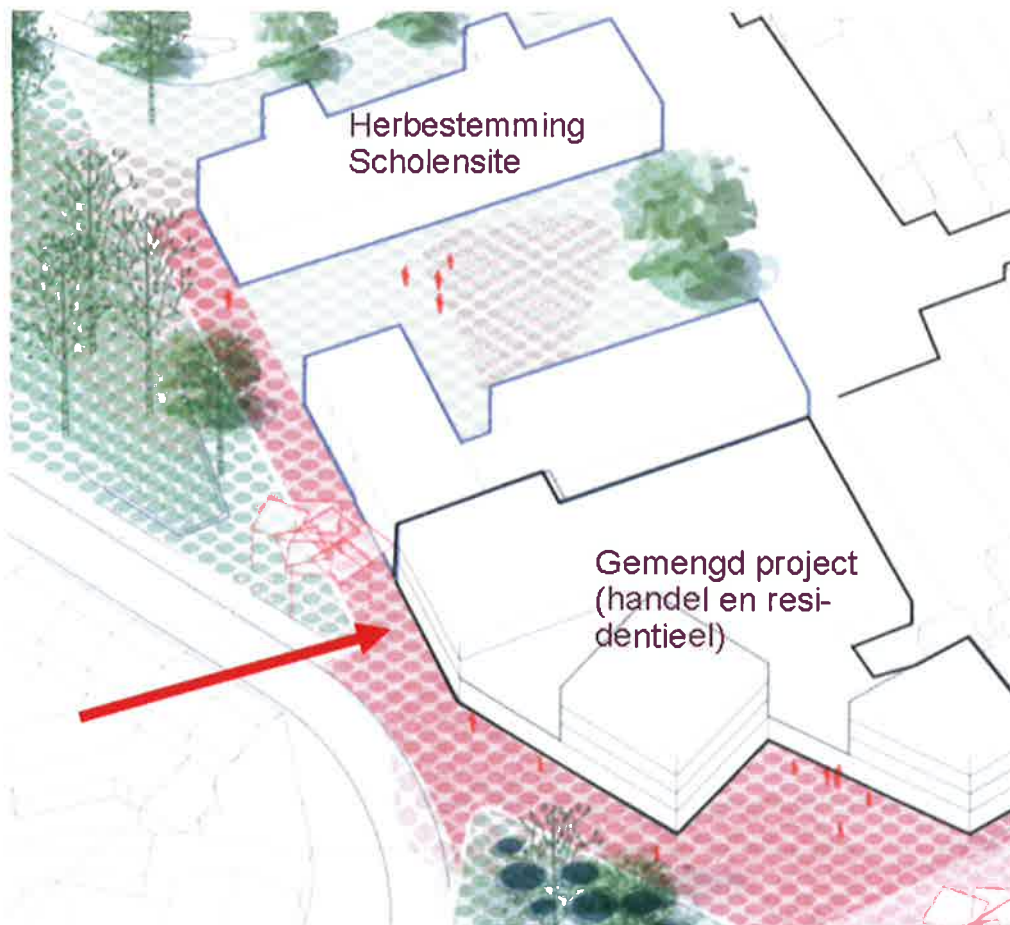 Herbestemming
Scholensite
Gemengd project
(handel en resi-
dentieel)